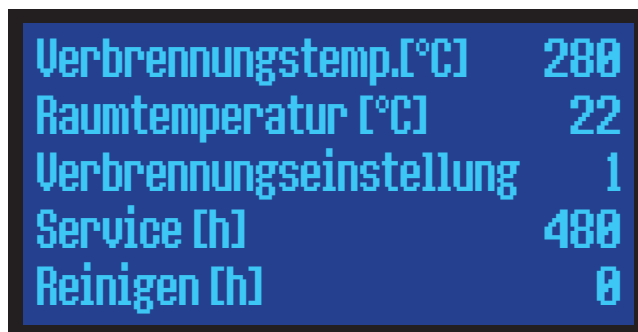 Verbrennungstemp.[°C] 280
Raumtemperatur [°C] 22
Verbrennungseinstellung 1
Service [h] 480
Reinigen [h] 0